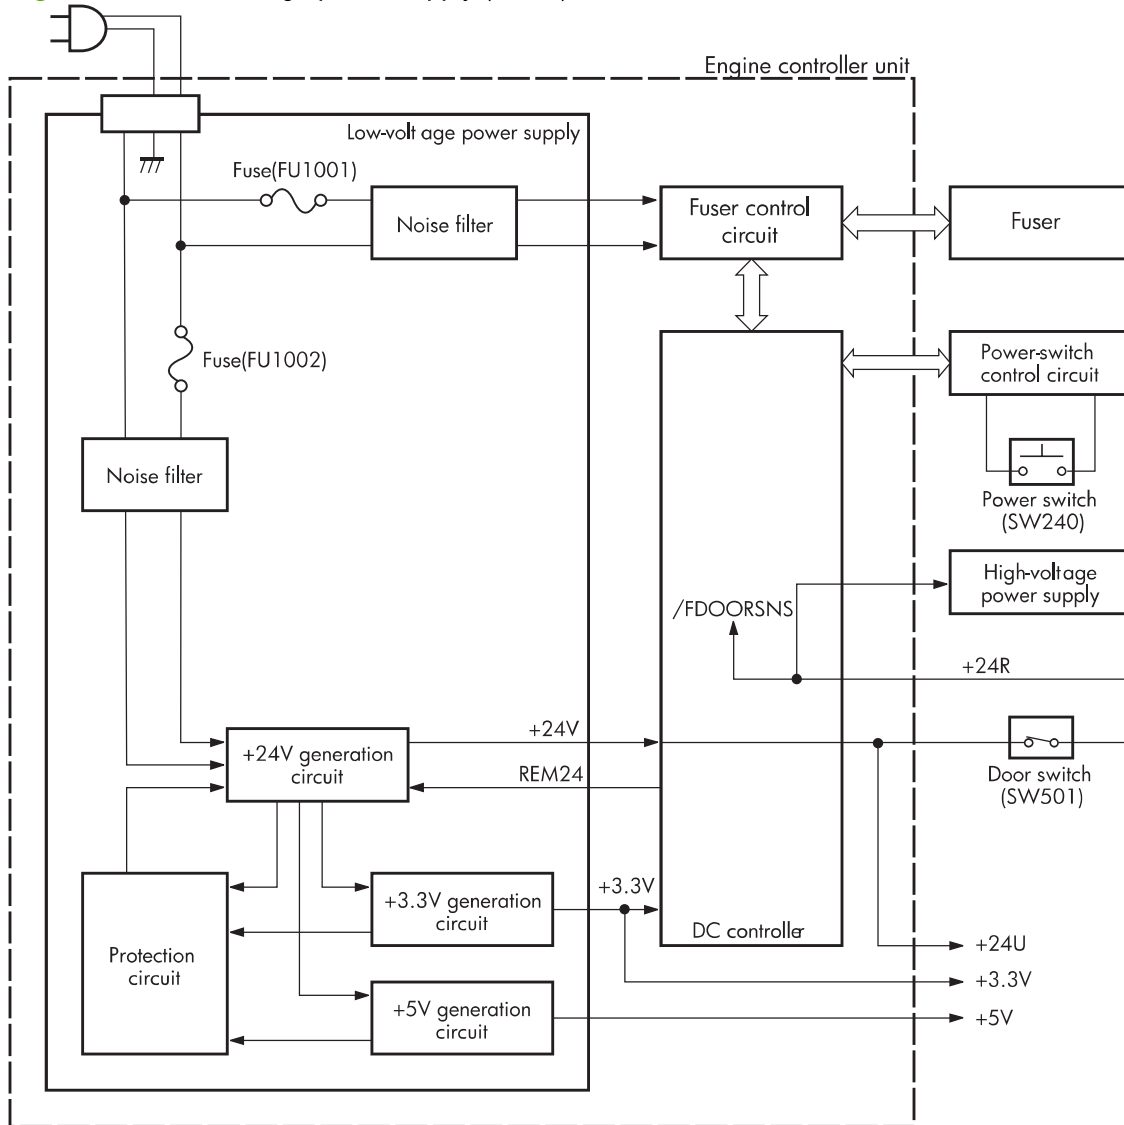 Engine controller unit
Low-volt age power supply
Fuse(FU1001)
Noise filter
Fuser control
circuit
Fuser
Fuse(FU1002)
Power-switch
control circuit
Noise filter
Power switch
(SW240)
High-voltage
power supply
/FDOORSNS
+24R
+24V
+24V generation
circuit
REM24
Door switch
(SW501)
+3.3V
+3.3V generation
circuit
DC controller
Protection
circuit
+24U
+3.3V
+5V generation
circuit
+5V